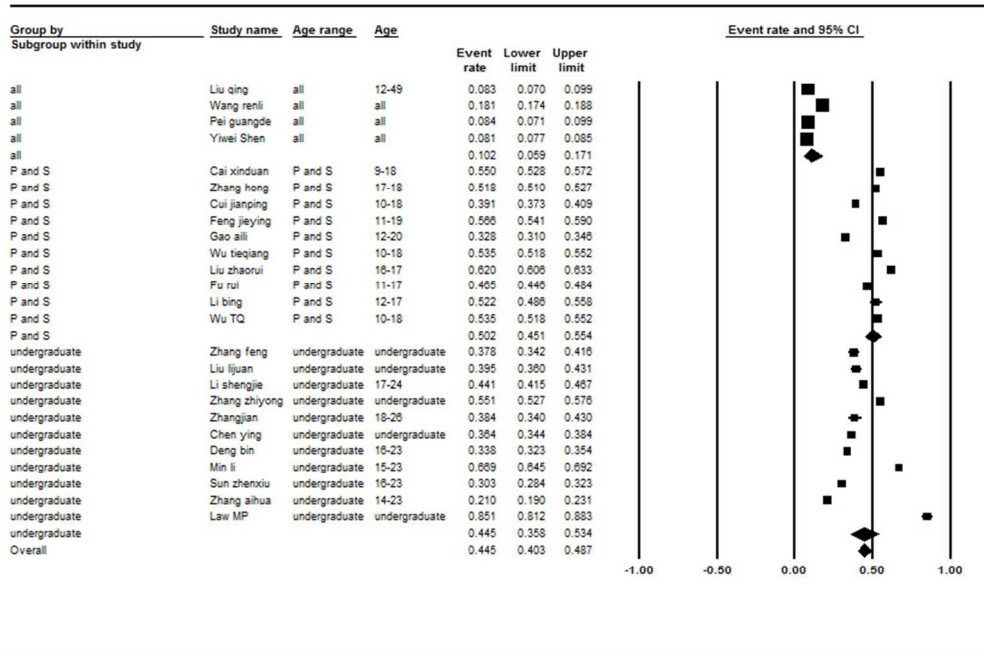 Group by Study name Age range Age Event rate and 95% CI
Subgroup within study
Event Lower Upper
rate limit limit
all Liu qing all 12-49 0.083 0.070 0.099
all Wang renli all all 0.181 0.174 0.188
all Pei guangde all all 0.084 0.071 0.099
all Yiwei Shen all all 0.081 0.077 0.085
all 0.102 0.059 0.171
P and S Cai xinduan P and S 9-18 0.550 0.528 0.572
P and S Zhang hong P and S 17-18 0.518 0.510 0.527
P and S Cui jianping P and S 10-18 0.391 0.373 0.409
P and S Feng jieying P and S 11-19 0.566 0.541 0.590
P and S Gao aili P and S 12-20 0.328 0.310 0.346
P and S Wu tieqiang P and S 10-18 0.535 0.518 0.552
P and S Liu zhaorui P and S 16-17 0.620 0.606 0.633
P and S Fu rui P and S 11-17 0.465 0.446 0.484
P and S Li bing P and S 12-17 0.522 0.486 0.558
P and S Wu TQ P and S 10-18 0.535 0.518 0.552
P and S 0.502 0.451 0.554
undergraduate Zhang feng undergraduate undergraduate 0.378 0.342 0.416
undergraduate Liu lijuan undergraduate undergraduate 0.395 0.360 0.431
undergraduate Li shengjie undergraduate 17-24 0.441 0.415 0.467
undergraduate Zhang zhiyong undergraduate undergraduate 0.551 0.527 0.576
undergraduate Zhangjian undergraduate 18-26 0.384 0.340 0.430
undergraduate Chen ying undergraduate undergraduate 0.364 0.344 0.384
undergraduate Deng bin undergraduate 16-23 0.338 0.323 0.354
undergraduate Min li undergraduate 15-23 0.669 0.645 0.692
undergraduate Sun zhenxiu undergraduate 16-23 0.303 0.284 0.323
undergraduate Zhang aihua undergraduate 14-23 0.210 0.190 0.231
undergraduate Law MP undergraduate undergraduate 0.851 0.812 0.883
undergraduate 0.445 0.358 0.534
Overall 0.445 0.403 0.487
-1.00 -0.50 0.00 0.50 1.00